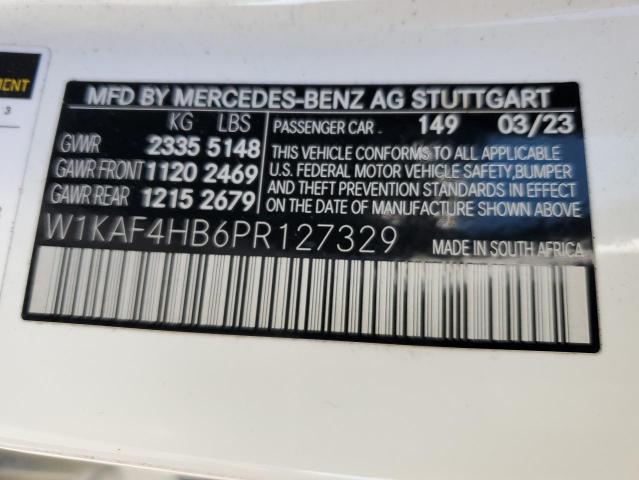 MENT
3
MFD BY MERCEDES-BENZ AG STUTTGART
KG LBS
GVWR 2335 5148
GAWR FRONT 1120 2469
GAWR REAR 1215 2679
PASSENGER CAR 149 03/23
THIS VEHICLE CONFORMS TO ALL APPLICABLE
U.S. FEDERAL MOTOR VEHICLE SAFETY,BUMPER
AND THEFT PREVENTION STANDARDS IN EFFECT
ON THE DATE OF MANUFACTURE SHOWN ABOVE.
W1KAF4HB6PR127329
MADE IN SOUTH AFRICA